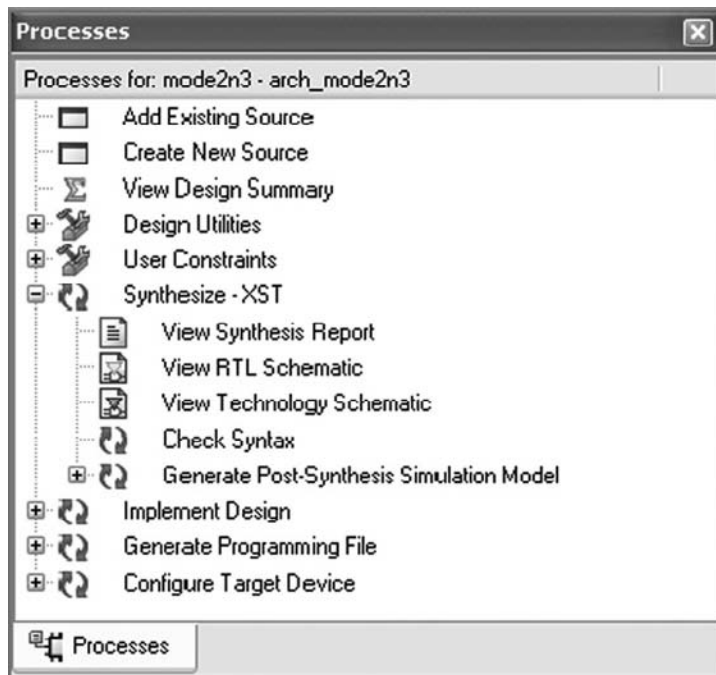 Processes
Processes for: mode2n3 - arch_mode2n3
Add Existing Source
Create New Source
View Design Summary
Design Utilities
User Constraints
Synthesize - XST
View Synthesis Report
View RTL Schematic
View Technology Schematic
Check Syntax
Generate Post-Synthesis Simulation Model
Implement Design
Generate Programming File
Configure Target Device
Processes